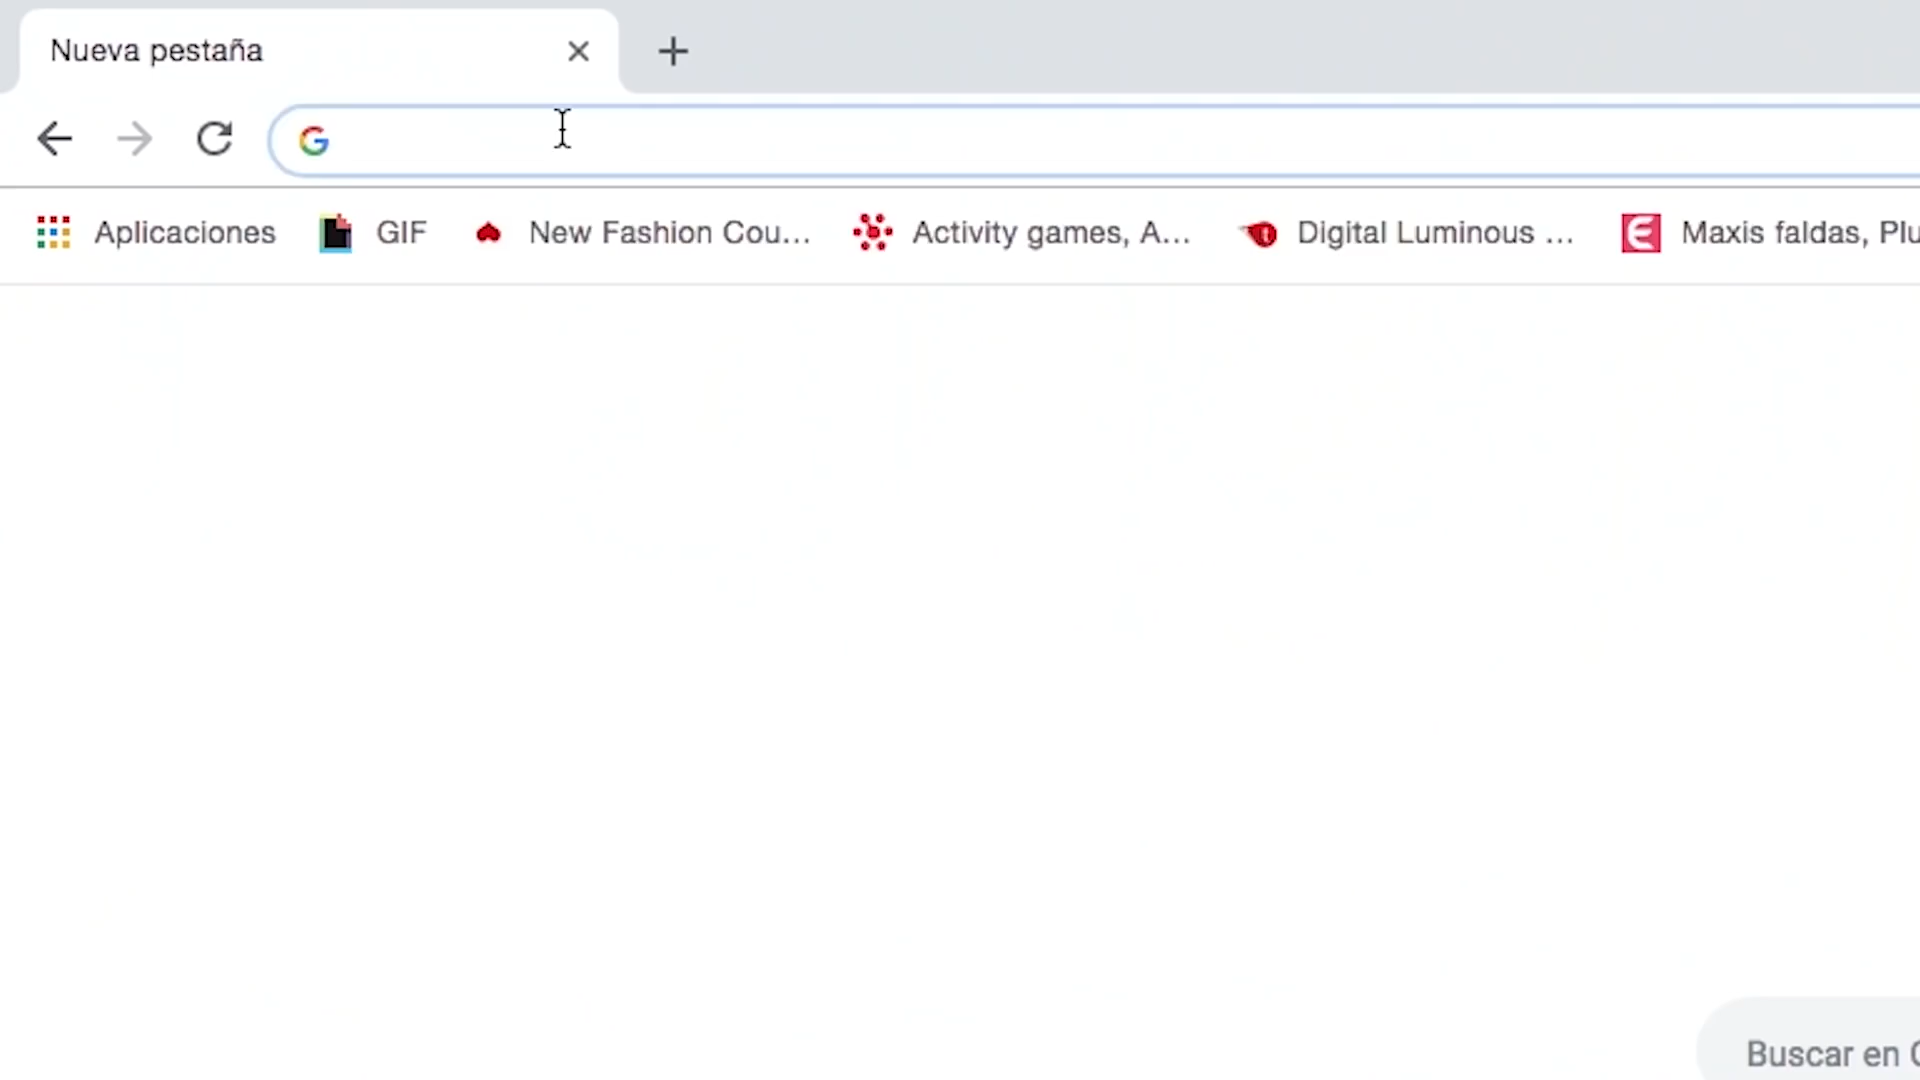 Nueva pestaña
Aplicaciones GIF New Fashion Cou... Activity games, A... Digital Luminous ... Maxis faldas, Plu
Buscar en